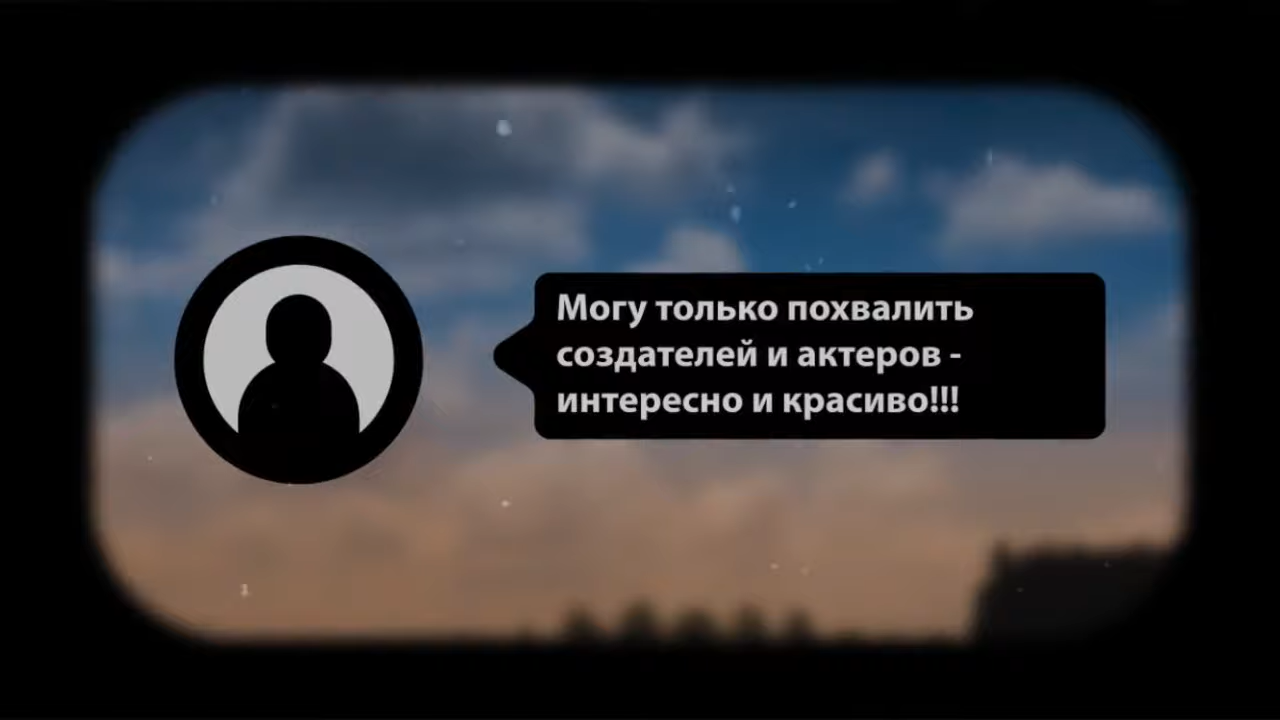 Могу только похвалить
создателей и актеров -
интересно и красиво!!!